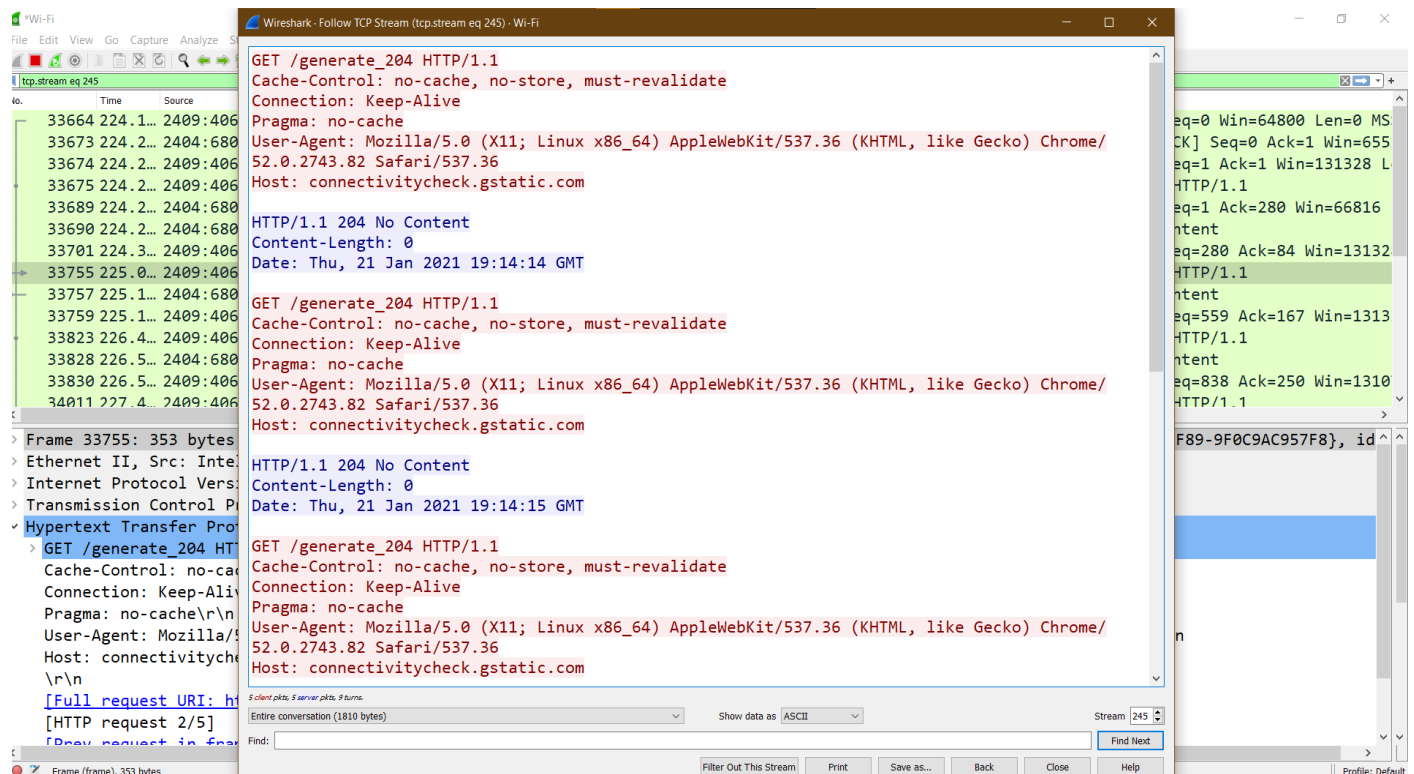 *Wi-Fi
File Edit View Go Capture Analyze
tcp.stream eq 245
No. Time Source
33664 224.1… 2409:406
33673 224.2… 2404:680
33674 224.2… 2409:406
33675 224.2… 2409:406
33689 224.2… 2404:680
33690 224.2… 2404:680
33701 224.3… 2409:406
33755 225.0… 2409:406
33757 225.1… 2404:680
33759 225.1… 2409:406
33823 226.4… 2409:406
33828 226.5… 2404:680
33830 226.5… 2409:406
34011 227.4… 2409:406
Frame 33755: 353 bytes
Ethernet II, Src: Inte
Internet Protocol Vers
Transmission Control P
Hypertext Transfer Pro
GET /generate_204 HT
Cache-Control: no-cac
Connection: Keep-Aliv
Pragma: no-cache\r\n
User-Agent: Mozilla/5
Host: connectivityche
\r\n
[Full request URI: ht
[HTTP request 2/5]
[Prev request in fram
Frame (frame), 353 bytes
Wireshark · Follow TCP Stream (tcp.stream eq 245) · Wi-Fi
GET /generate_204 HTTP/1.1
Cache-Control: no-cache, no-store, must-revalidate
Connection: Keep-Alive
Pragma: no-cache
User-Agent: Mozilla/5.0 (X11; Linux x86_64) AppleWebKit/537.36 (KHTML, like Gecko) Chrome/
52.0.2743.82 Safari/537.36
Host: connectivitycheck.gstatic.com
HTTP/1.1 204 No Content
Content-Length: 0
Date: Thu, 21 Jan 2021 19:14:14 GMT
GET /generate_204 HTTP/1.1
Cache-Control: no-cache, no-store, must-revalidate
Connection: Keep-Alive
Pragma: no-cache
User-Agent: Mozilla/5.0 (X11; Linux x86_64) AppleWebKit/537.36 (KHTML, like Gecko) Chrome/
52.0.2743.82 Safari/537.36
Host: connectivitycheck.gstatic.com
HTTP/1.1 204 No Content
Content-Length: 0
Date: Thu, 21 Jan 2021 19:14:15 GMT
GET /generate_204 HTTP/1.1
Cache-Control: no-cache, no-store, must-revalidate
Connection: Keep-Alive
Pragma: no-cache
User-Agent: Mozilla/5.0 (X11; Linux x86_64) AppleWebKit/537.36 (KHTML, like Gecko) Chrome/
52.0.2743.82 Safari/537.36
Host: connectivitycheck.gstatic.com
5 client pkts, 5 server pkts, 9 turns.
Entire conversation (1810 bytes) Show data as ASCII Stream 245
Find: Find Next
Filter Out This Stream Print Save as... Back Close Help
eq=0 Win=64800 Len=0 MS
CK] Seq=0 Ack=1 Win=655
eq=1 Ack=1 Win=131328 L
HTTP/1.1
eq=1 Ack=280 Win=66816
ntent
eq=280 Ack=84 Win=13132
HTTP/1.1
ntent
eq=559 Ack=167 Win=1313
HTTP/1.1
ntent
eq=838 Ack=250 Win=1310
HTTP/1.1
F89-9F0C9AC957F8}, id
n
Profile: Default